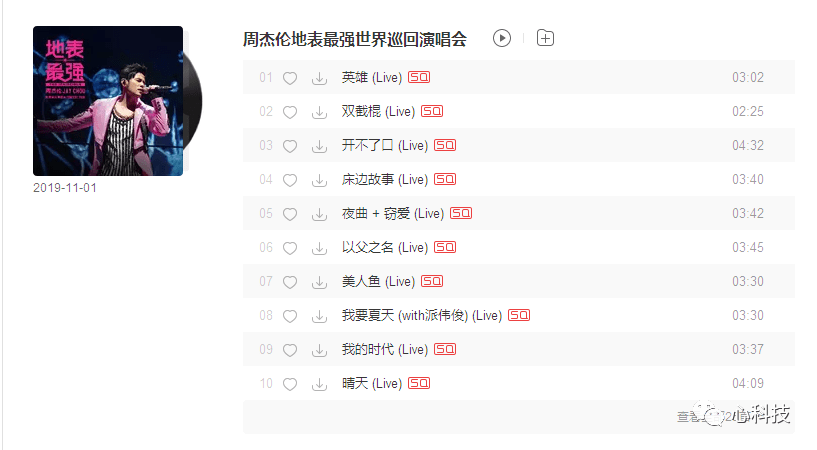 地表
最强
周杰伦 JAY CHOU
2019-11-01
周杰伦地表最强世界巡回演唱会
01 英雄 (Live) SQ 03:02
02 双截棍 (Live) SQ 02:25
03 开不了口 (Live) SQ 04:32
04 床边故事 (Live) SQ 03:40
05 夜曲 + 窃爱 (Live) SQ 03:42
06 以父之名 (Live) SQ 03:45
07 美人鱼 (Live) SQ 03:30
08 我要夏天 (with派伟俊) (Live) SQ 03:30
09 我的时代 (Live) SQ 03:37
10 晴天 (Live) SQ 04:09
查看
心科技